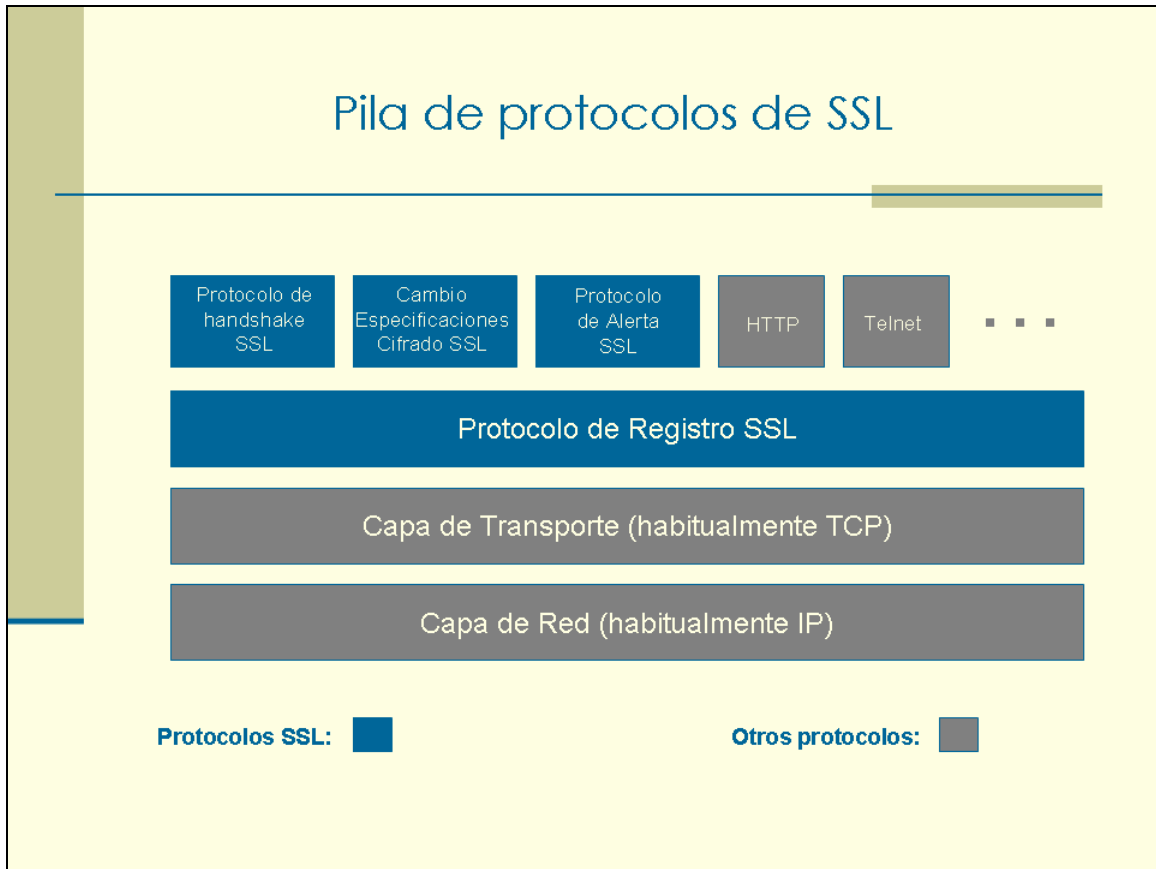 Pila de protocolos de SSL
Protocolo de
handshake
SSL
Cambio
Especificaciones
Cifrado SSL
Protocolo
de Alerta
SSL
HTTP
Telnet
. . .
Protocolo de Registro SSL
Capa de Transporte (habitualmente TCP)
Capa de Red (habitualmente IP)
Protocolos SSL:
Otros protocolos: